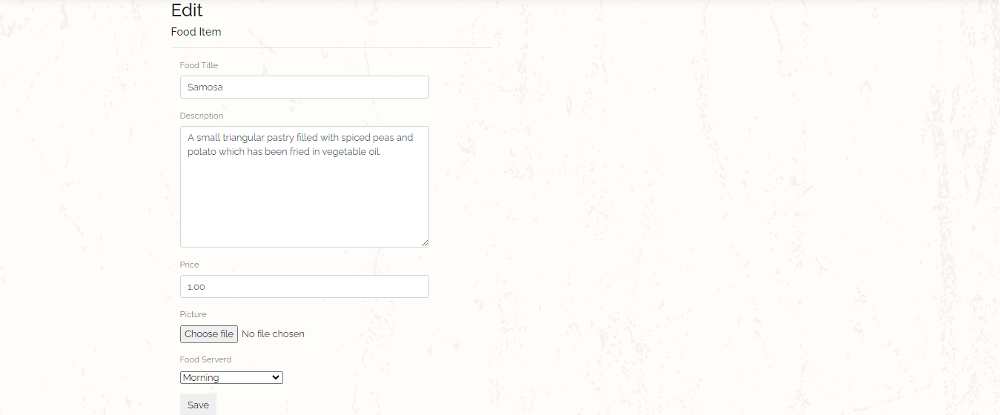 Edit
Food Item
Food Title
Samosa
Description
A small triangular pastry filled with spiced peas and
potato which has been fried in vegetable oil.
Price
1.00
Picture
Choose file No file chosen
Food Serverd
Morning
Save